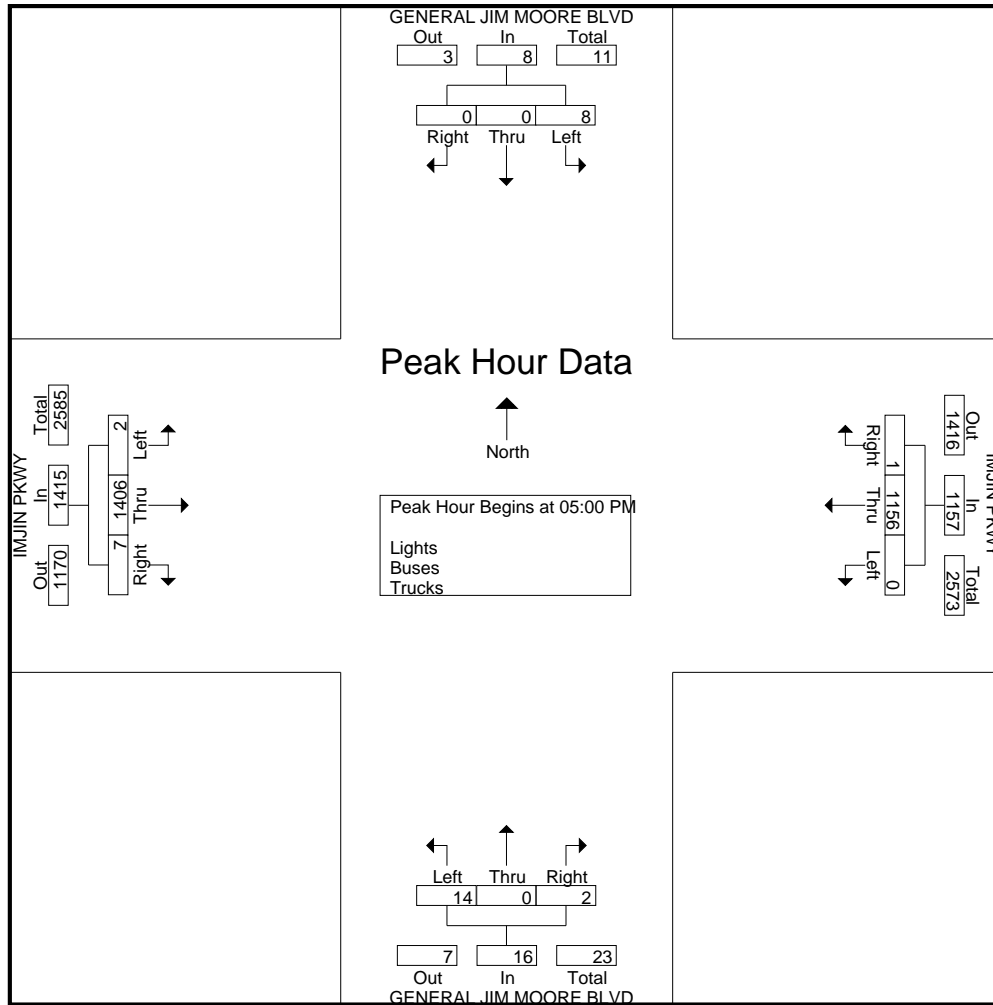 GENERAL JIM MOORE BLVD
Out In Total
3 8 11
0 0 8
Right Thru Left
Peak Hour Data
North
Peak Hour Begins at 05:00 PM
Lights
Buses
Trucks
IMJIN PKWY
Out In Total
1170 1415 2585
7 1406 2
Right Thru Left
IMJIN PKWY
Out In Total
1416 1157 2573
1 1156 0
Right Thru Left
Left Thru Right
14 0 2
7 16 23
Out In Total
GENERAL JIM MOORE BLVD